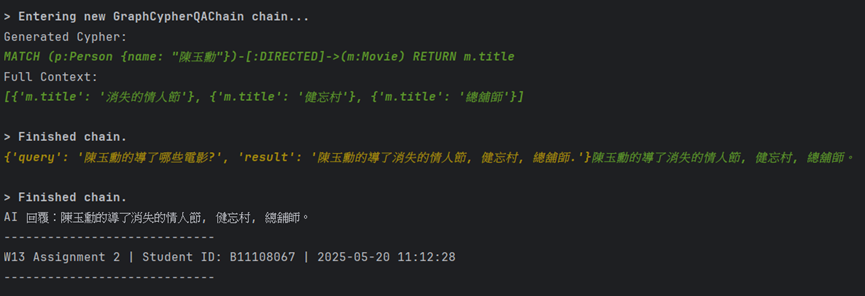 > Entering new GraphCypherQAChain chain...
Generated Cypher:
MATCH (p:Person {name: "陳玉勳"})-[:DIRECTED]->(m:Movie) RETURN m.title
Full Context:
[{'m.title': '消失的情人節'}, {'m.title': '健忘村'}, {'m.title': '總舖師'}]
> Finished chain.
{'query': '陳玉勳的導了哪些電影?', 'result': '陳玉勳的導了消失的情人節, 健忘村, 總舖師.'}陳玉勳的導了消失的情人節, 健忘村, 總舖師。
> Finished chain.
AI 回覆：陳玉勳的導了消失的情人節, 健忘村, 總舖師。
-----------------------------
W13 Assignment 2 | Student ID: B11108067 | 2025-05-20 11:12:28
-----------------------------